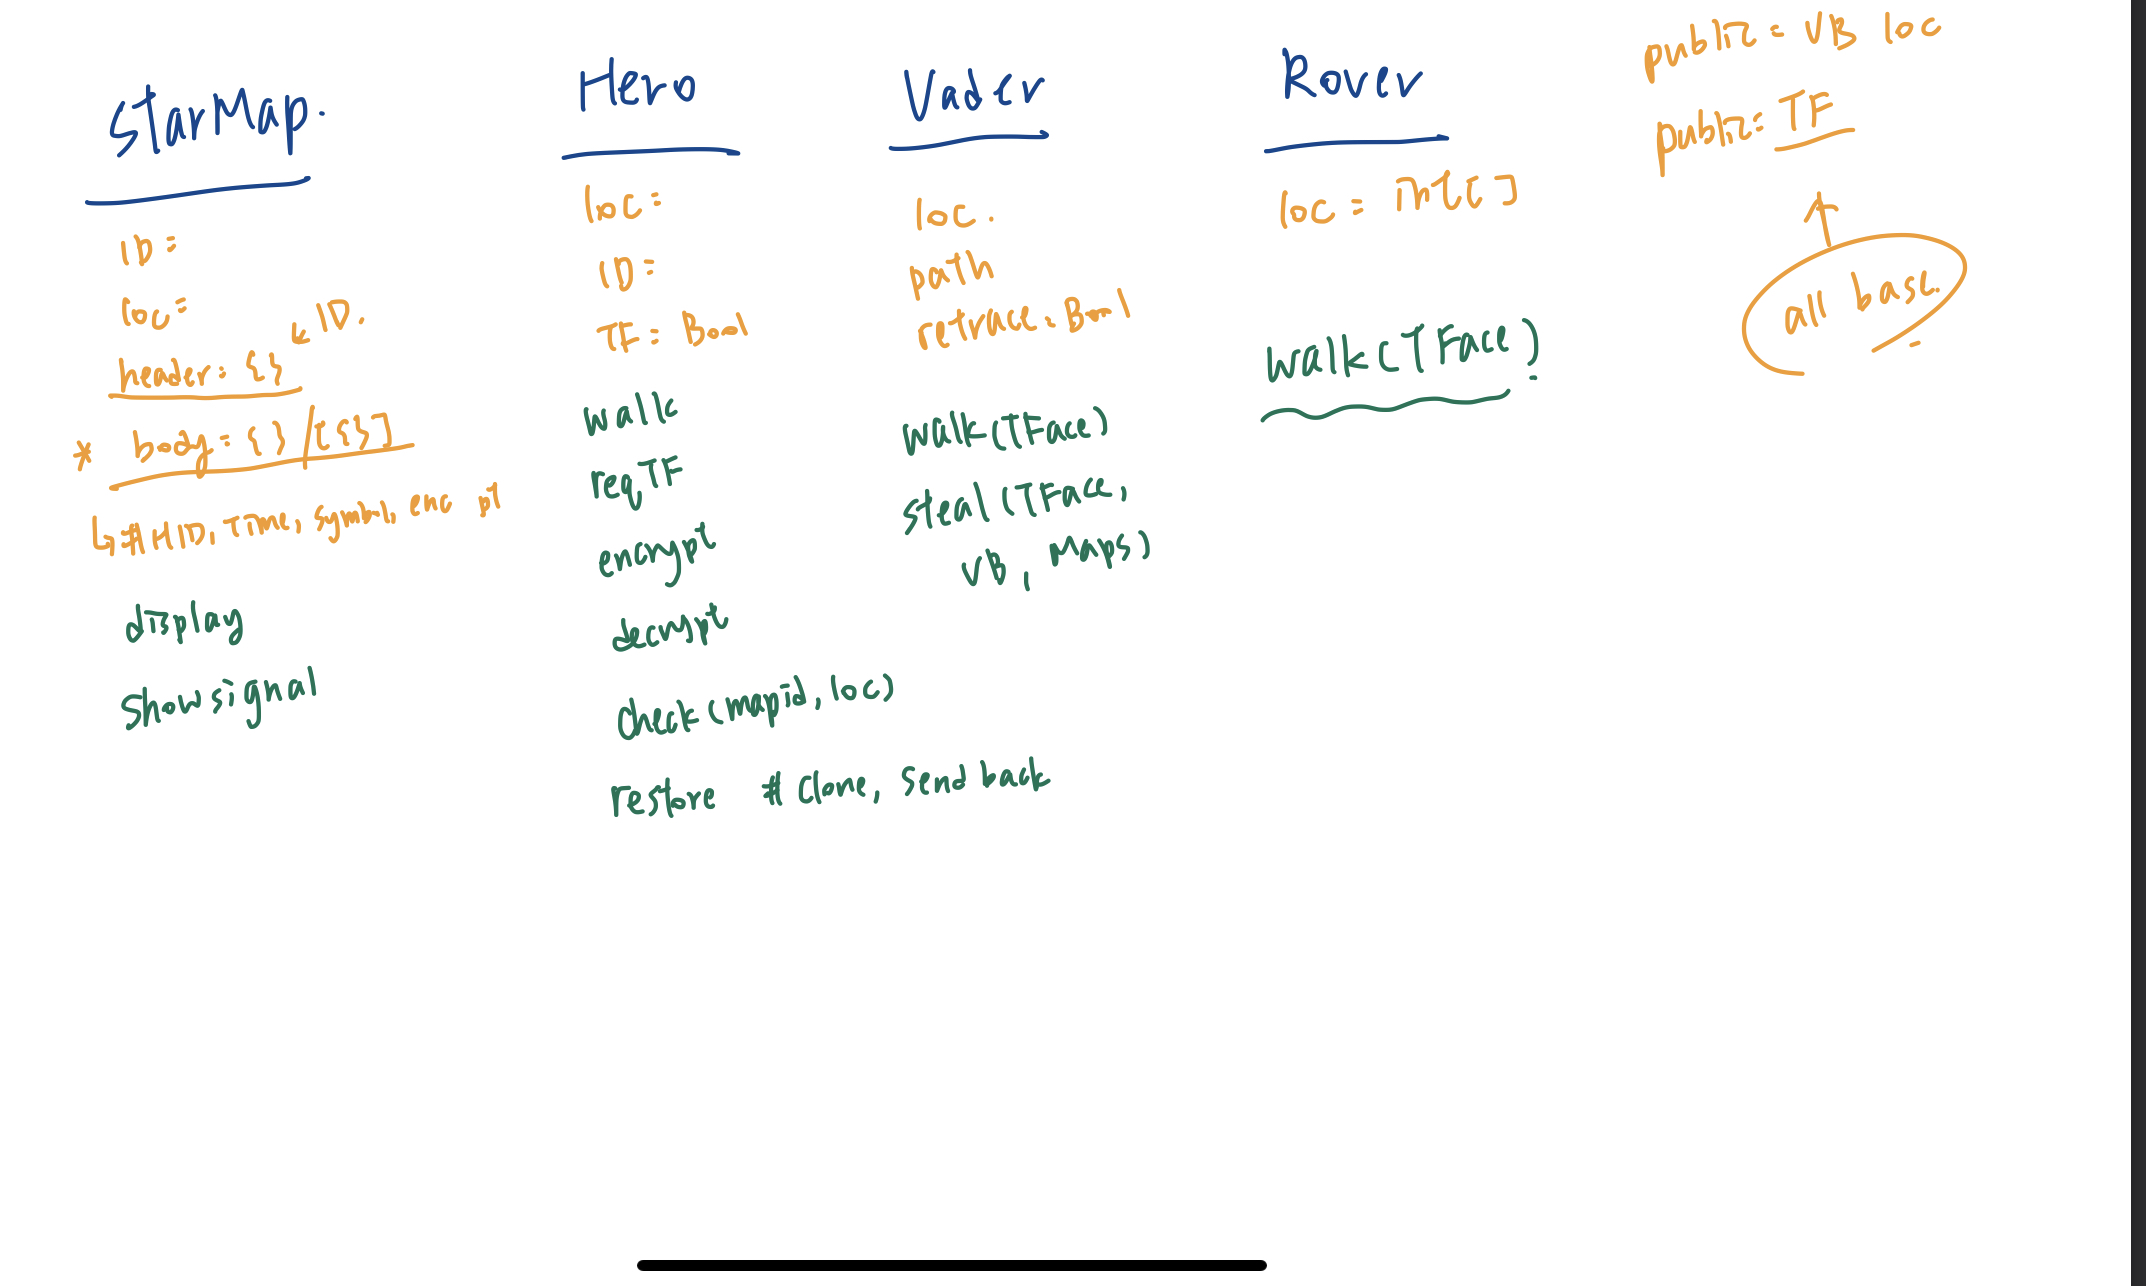 StarMap.
ID=
loc=
header: {} ↙ ID.
* body={}/[{}]
↳ #HID, Time, symbol, enc pt
display
showsignal
Hero
loc=
ID=
TF= Bool
walk
req TF
encrypt
decrypt
check(mapid, loc)
restore # clone, send back
Vader
loc.
path
retrace= Bool
walk(TFace)
steal (TFace,
VB, Maps)
Rover
loc = int[]
walk(TFace)
public = VB loc
public= TF
↑
all base.